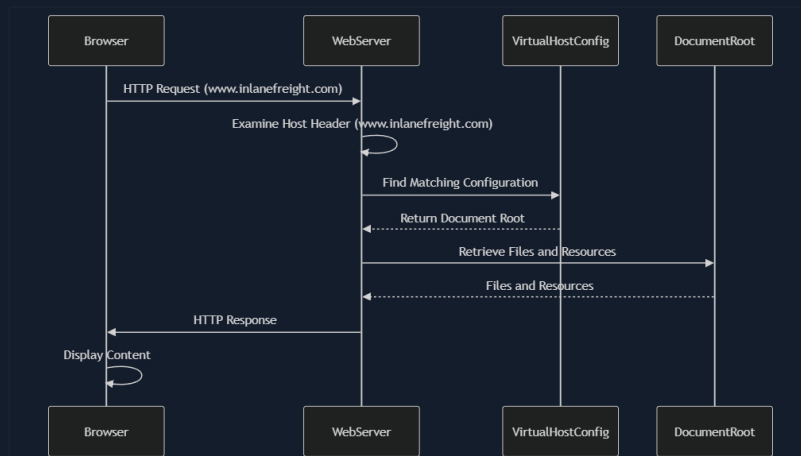 Browser
WebServer
VirtualHostConfig
DocumentRoot
HTTP Request (www.inlanefreight.com)
Examine Host Header (www.inlanefreight.com)
Find Matching Configuration
Return Document Root
Retrieve Files and Resources
Files and Resources
HTTP Response
Display Content
Browser
WebServer
VirtualHostConfig
DocumentRoot